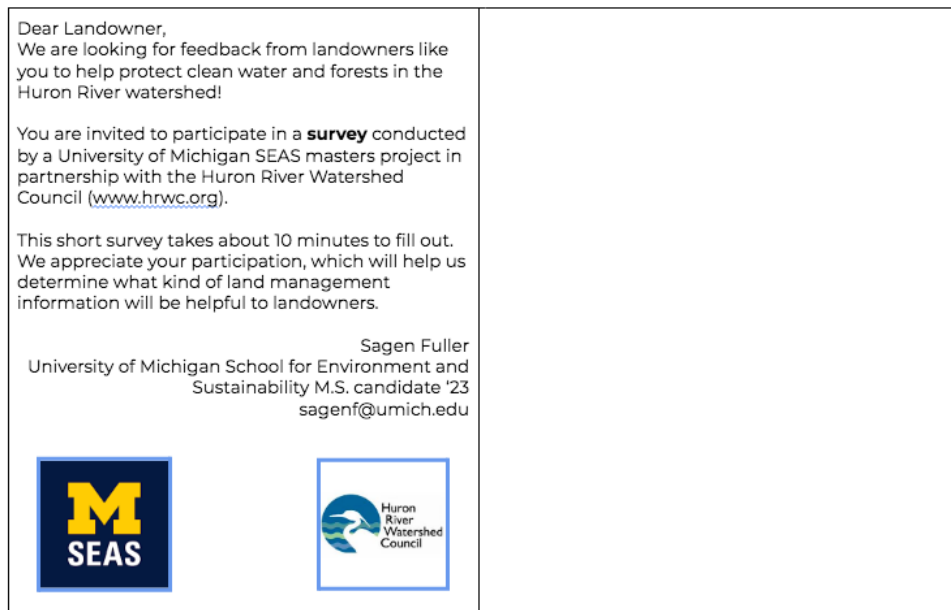 Dear Landowner,
We are looking for feedback from landowners like
you to help protect clean water and forests in the
Huron River watershed!
You are invited to participate in a survey conducted
by a University of Michigan SEAS masters project in
partnership with the Huron River Watershed
Council (www.hrwc.org).
This short survey takes about 10 minutes to fill out.
We appreciate your participation, which will help us
determine what kind of land management
information will be helpful to landowners.
Sagen Fuller
University of Michigan School for Environment and
Sustainability M.S. candidate ‘23
sagenf@umich.edu
M
SEAS
Huron
River
Watershed
Council